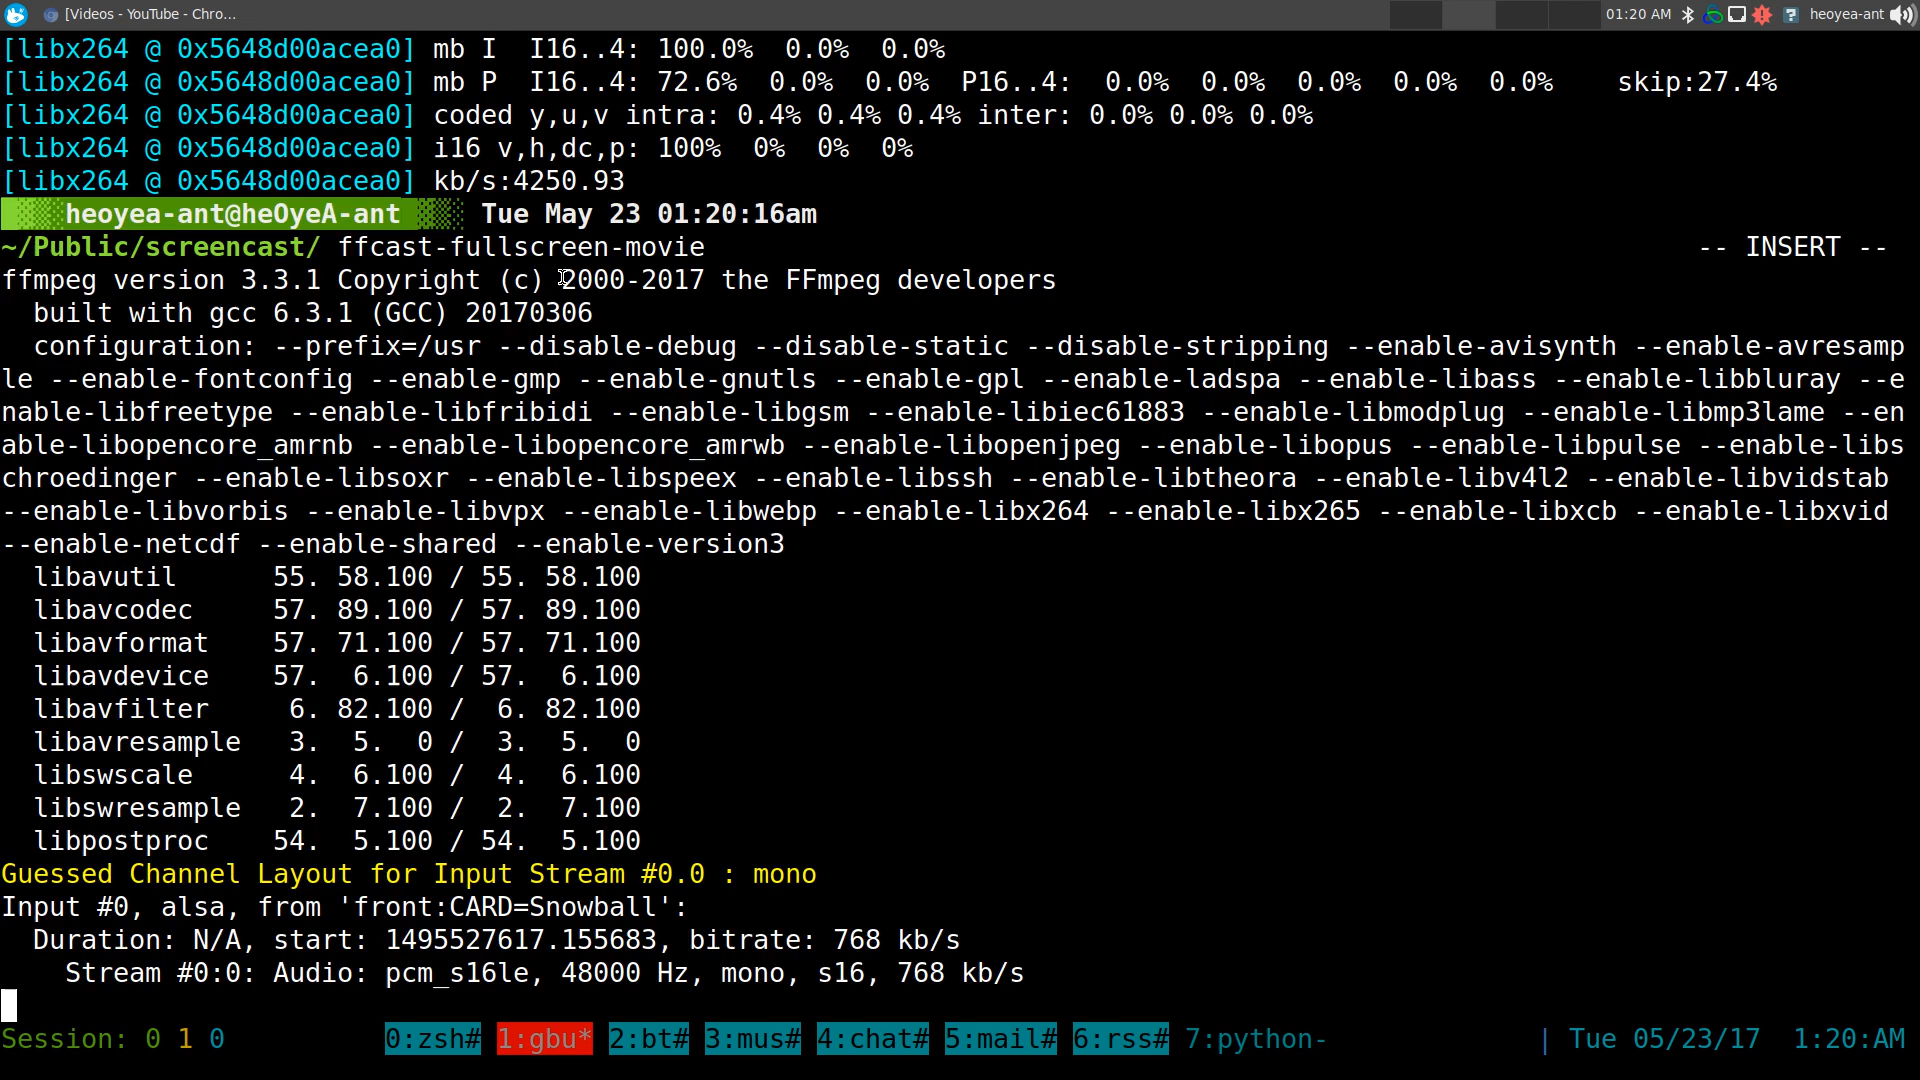 [Videos - YouTube - Chro... 01:20 AM heoyea-ant
[libx264 @ 0x5648d00acea0] mb I  I16..4: 100.0%  0.0%  0.0%
[libx264 @ 0x5648d00acea0] mb P  I16..4: 72.6%  0.0%  0.0%  P16..4:  0.0%  0.0%  0.0%  0.0%  0.0%    skip:27.4%
[libx264 @ 0x5648d00acea0] coded y,u,v intra: 0.4% 0.4% 0.4% inter: 0.0% 0.0% 0.0%
[libx264 @ 0x5648d00acea0] i16 v,h,dc,p: 100%  0%  0%  0%
[libx264 @ 0x5648d00acea0] kb/s:4250.93
heoyea-ant@heOyeA-ant Tue May 23 01:20:16am
~/Public/screencast/ ffcast-fullscreen-movie -- INSERT --
ffmpeg version 3.3.1 Copyright (c) 2000-2017 the FFmpeg developers
  built with gcc 6.3.1 (GCC) 20170306
  configuration: --prefix=/usr --disable-debug --disable-static --disable-stripping --enable-avisynth --enable-avresamp
le --enable-fontconfig --enable-gmp --enable-gnutls --enable-gpl --enable-ladspa --enable-libass --enable-libbluray --e
nable-libfreetype --enable-libfribidi --enable-libgsm --enable-libiec61883 --enable-libmodplug --enable-libmp3lame --en
able-libopencore_amrnb --enable-libopencore_amrwb --enable-libopenjpeg --enable-libopus --enable-libpulse --enable-libs
chroedinger --enable-libsoxr --enable-libspeex --enable-libssh --enable-libtheora --enable-libv4l2 --enable-libvidstab
--enable-libvorbis --enable-libvpx --enable-libwebp --enable-libx264 --enable-libx265 --enable-libxcb --enable-libxvid
--enable-netcdf --enable-shared --enable-version3
  libavutil      55. 58.100 / 55. 58.100
  libavcodec     57. 89.100 / 57. 89.100
  libavformat    57. 71.100 / 57. 71.100
  libavdevice    57.  6.100 / 57.  6.100
  libavfilter     6. 82.100 /  6. 82.100
  libavresample   3.  5.  0 /  3.  5.  0
  libswscale      4.  6.100 /  4.  6.100
  libswresample   2.  7.100 /  2.  7.100
  libpostproc    54.  5.100 / 54.  5.100
Guessed Channel Layout for Input Stream #0.0 : mono
Input #0, alsa, from 'front:CARD=Snowball':
  Duration: N/A, start: 1495527617.155683, bitrate: 768 kb/s
    Stream #0:0: Audio: pcm_s16le, 48000 Hz, mono, s16, 768 kb/s
Session: 0 1 0 0:zsh# 1:gbu* 2:bt# 3:mus# 4:chat# 5:mail# 6:rss# 7:python- | Tue 05/23/17  1:20:AM